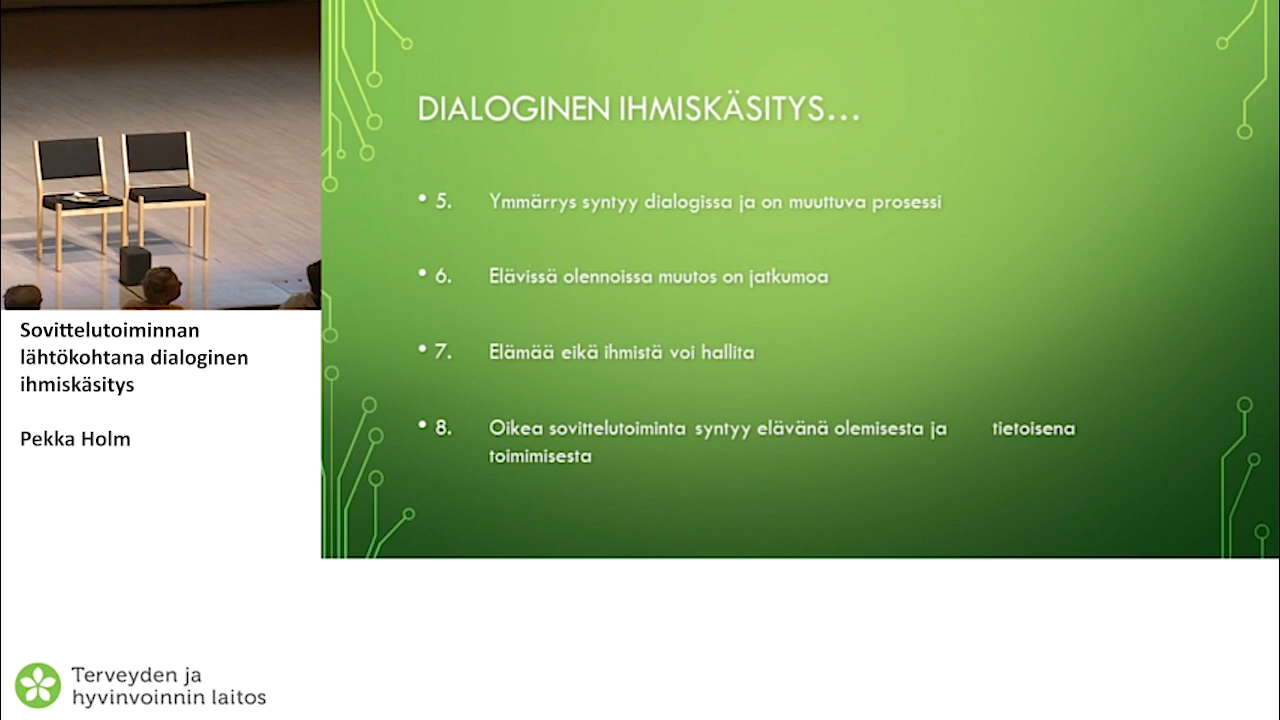 DIALOGINEN IHMISKÄSITYS...
• 5. Ymmärrys syntyy dialogissa ja on muuttuva prosessi
• 6. Elävissä olennoissa muutos on jatkumoa
• 7. Elämää eikä ihmistä voi hallita
• 8. Oikea sovittelutoiminta syntyy elävänä olemisesta ja tietoisena
toimimisesta
Sovittelutoiminnan
lähtökohtana dialoginen
ihmiskäsitys
Pekka Holm
Terveyden ja
hyvinvoinnin laitos